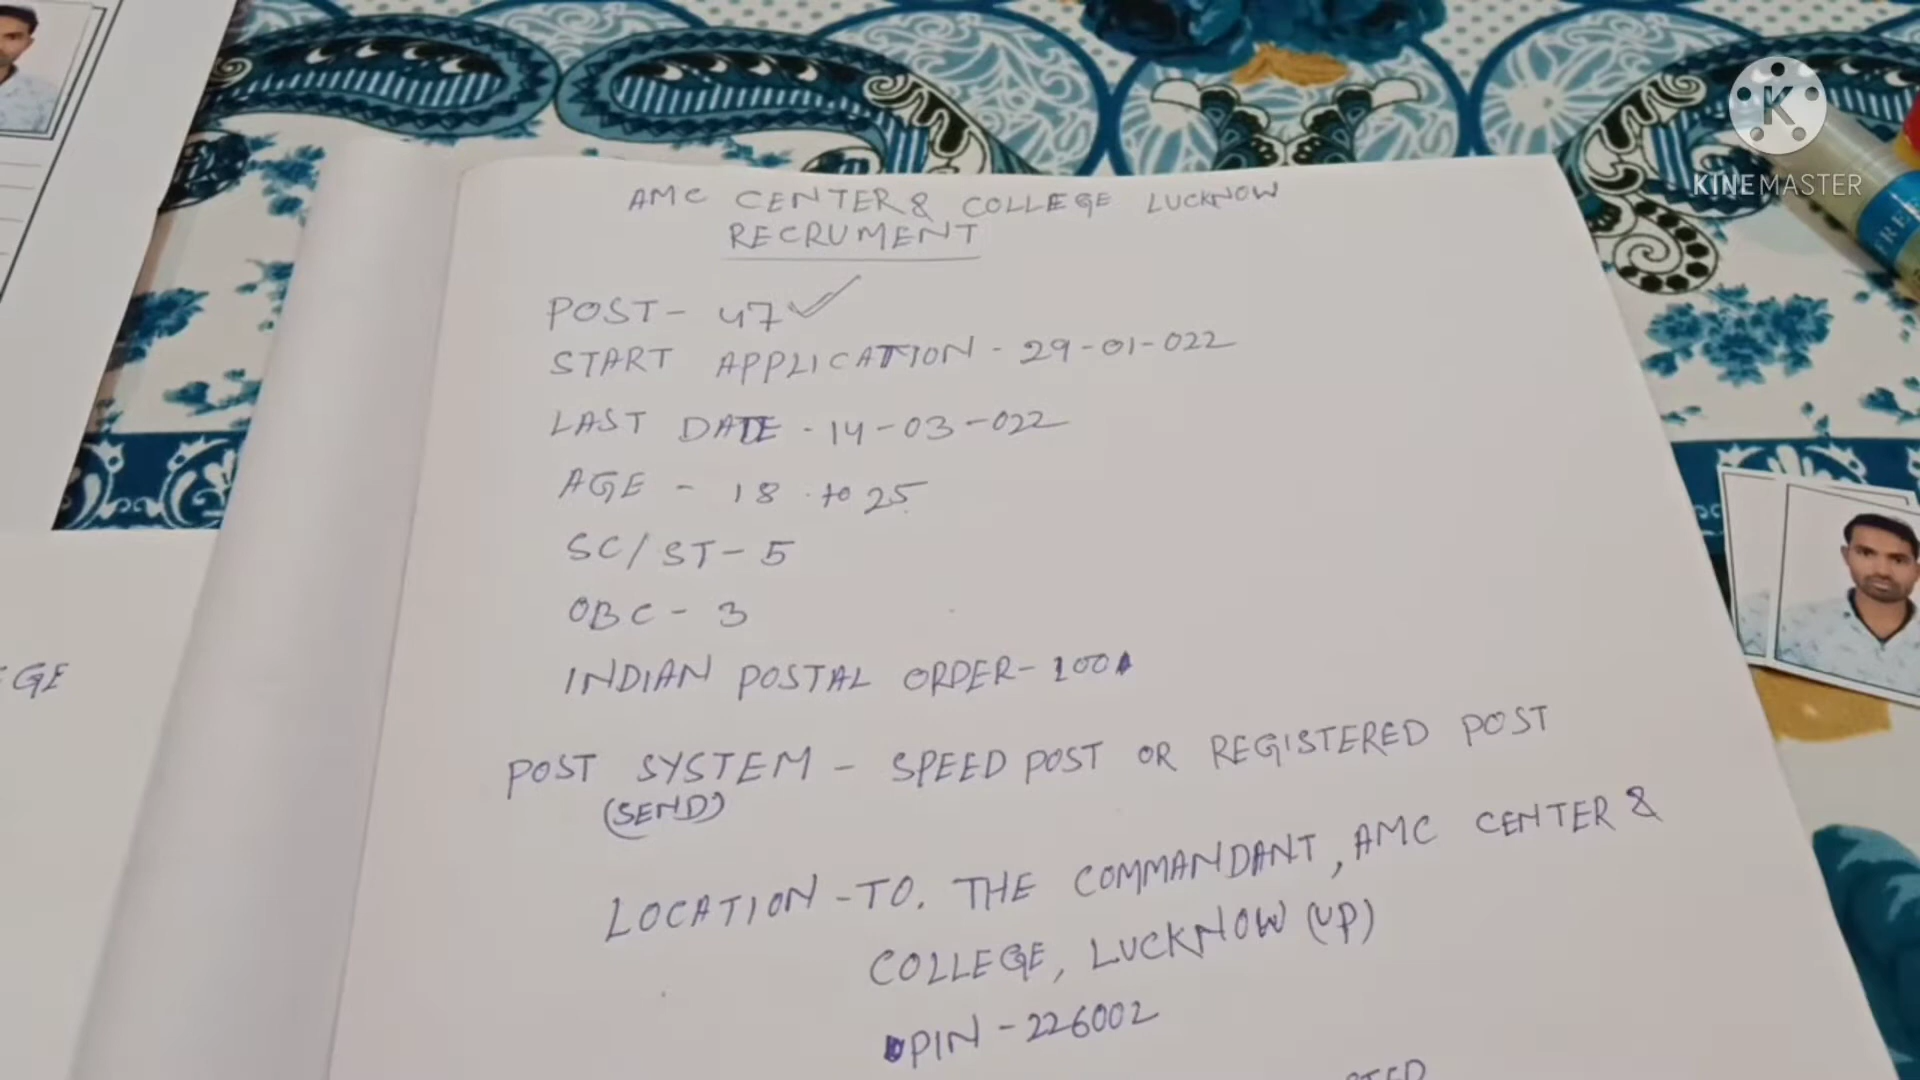 AMC CENTER & COLLEGE LUCKNOW
RECRUMENT
POST - 47
START APPLICATION - 29-01-022
LAST DATE - 14-03-022
AGE - 18 to 25
SC/ST - 5
OBC - 3
INDIAN POSTAL ORDER - 100
POST SYSTEM - SPEED POST OR REGISTERED POST
(SEND)
LOCATION - TO. THE COMMANDANT, AMC CENTER &
COLLEGE, LUCKNOW (UP)
PIN - 226002
KINEMASTER
FREE
GE